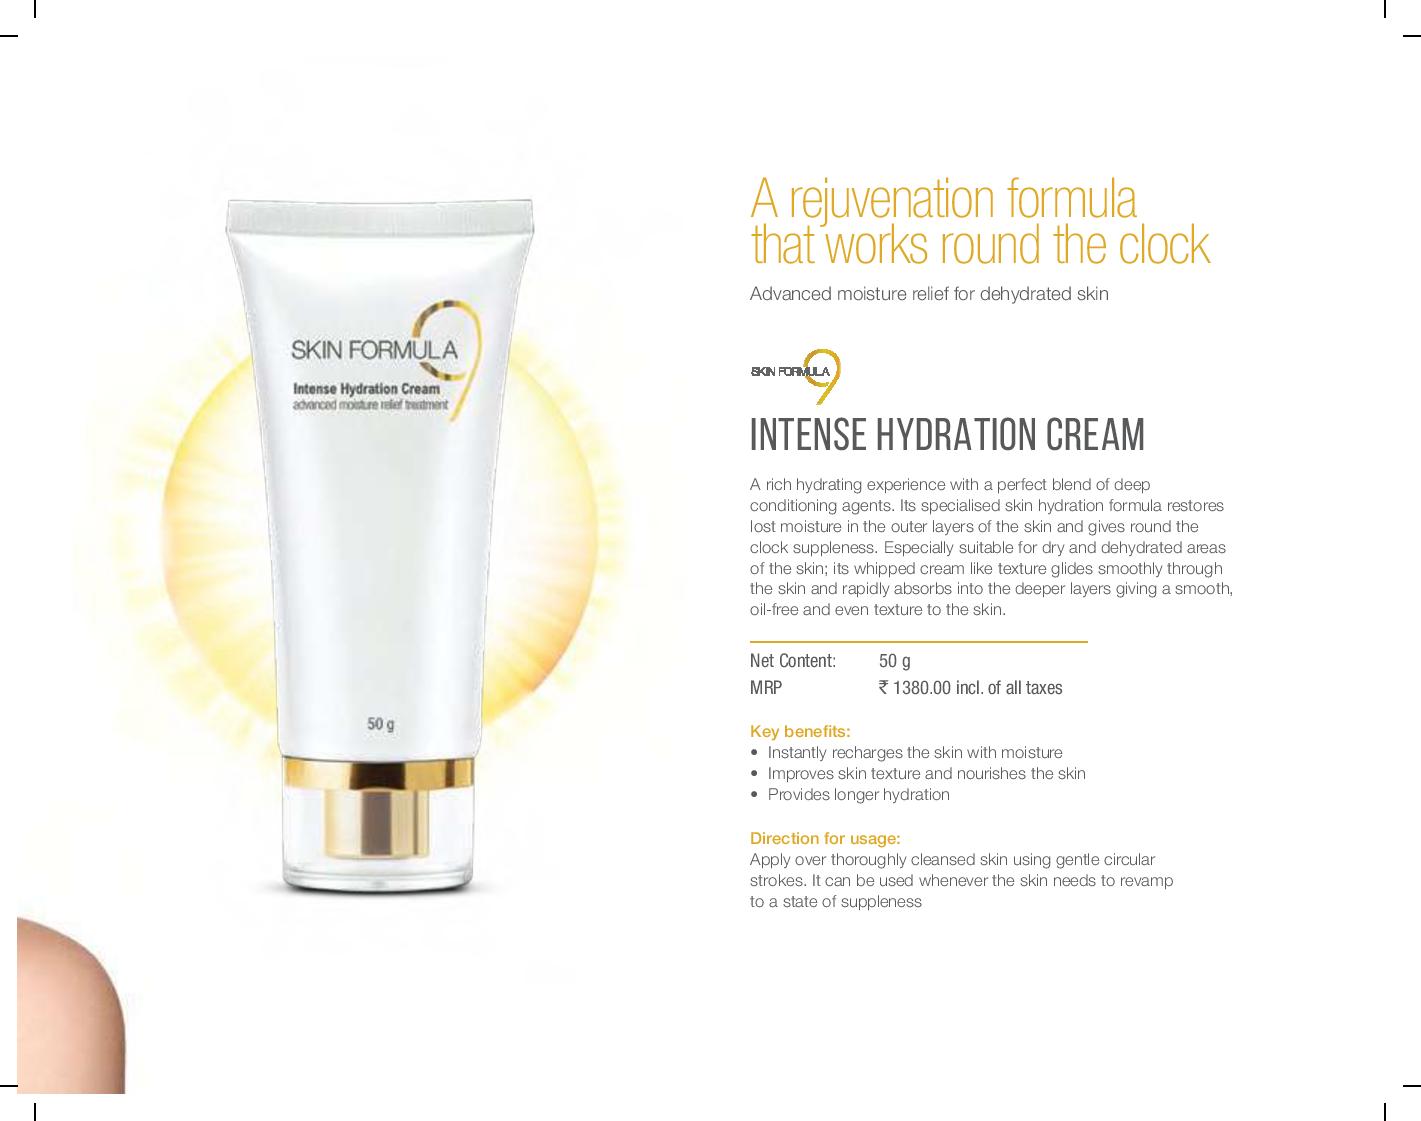 A rejuvenation formula
that works round the clock
Advanced moisture relief for dehydrated skin
SKIN FORMULA 9
INTENSE HYDRATION CREAM
A rich hydrating experience with a perfect blend of deep
conditioning agents. Its specialised skin hydration formula restores
lost moisture in the outer layers of the skin and gives round the
clock suppleness. Especially suitable for dry and dehydrated areas
of the skin; its whipped cream like texture glides smoothly through
the skin and rapidly absorbs into the deeper layers giving a smooth,
oil-free and even texture to the skin.
Net Content: 50 g
MRP ₹ 1380.00 incl. of all taxes
Key benefits:
• Instantly recharges the skin with moisture
• Improves skin texture and nourishes the skin
• Provides longer hydration
Direction for usage:
Apply over thoroughly cleansed skin using gentle circular
strokes. It can be used whenever the skin needs to revamp
to a state of suppleness
SKIN FORMULA 9
Intense Hydration Cream
advanced moisture relief treatment
50 g